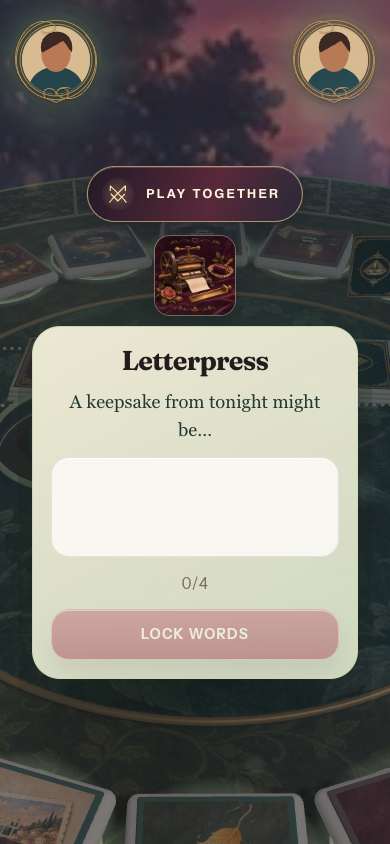 PLAY TOGETHER
Letterpress
A keepsake from tonight might
be...
0/4
LOCK WORDS